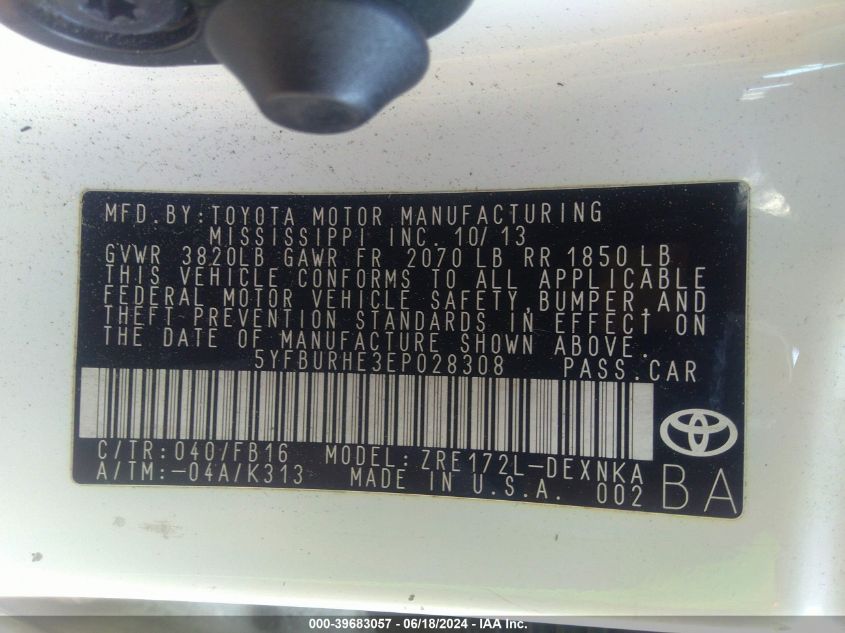 MFD.BY:TOYOTA MOTOR MANUFACTURING
MISSISSIPPI INC. 10/13
GVWR 3820LB GAWR FR 2070 LB RR 1850 LB
THIS VEHICLE CONFORMS TO ALL APPLICABLE
FEDERAL MOTOR VEHICLE SAFETY,BUMPER,AND
THEFT PREVENTION STANDARDS IN EFFECT ON
THE DATE OF MANUFACTURE SHOWN ABOVE.
5YFBURHE3EP028308 PASS.CAR
C/TR:040/FB16 MODEL:ZRE172L-DEXNKA
A/TM:-04A/K313 MADE IN U.S.A. 002 BA
000-39683057 - 06/18/2024 - IAA Inc.